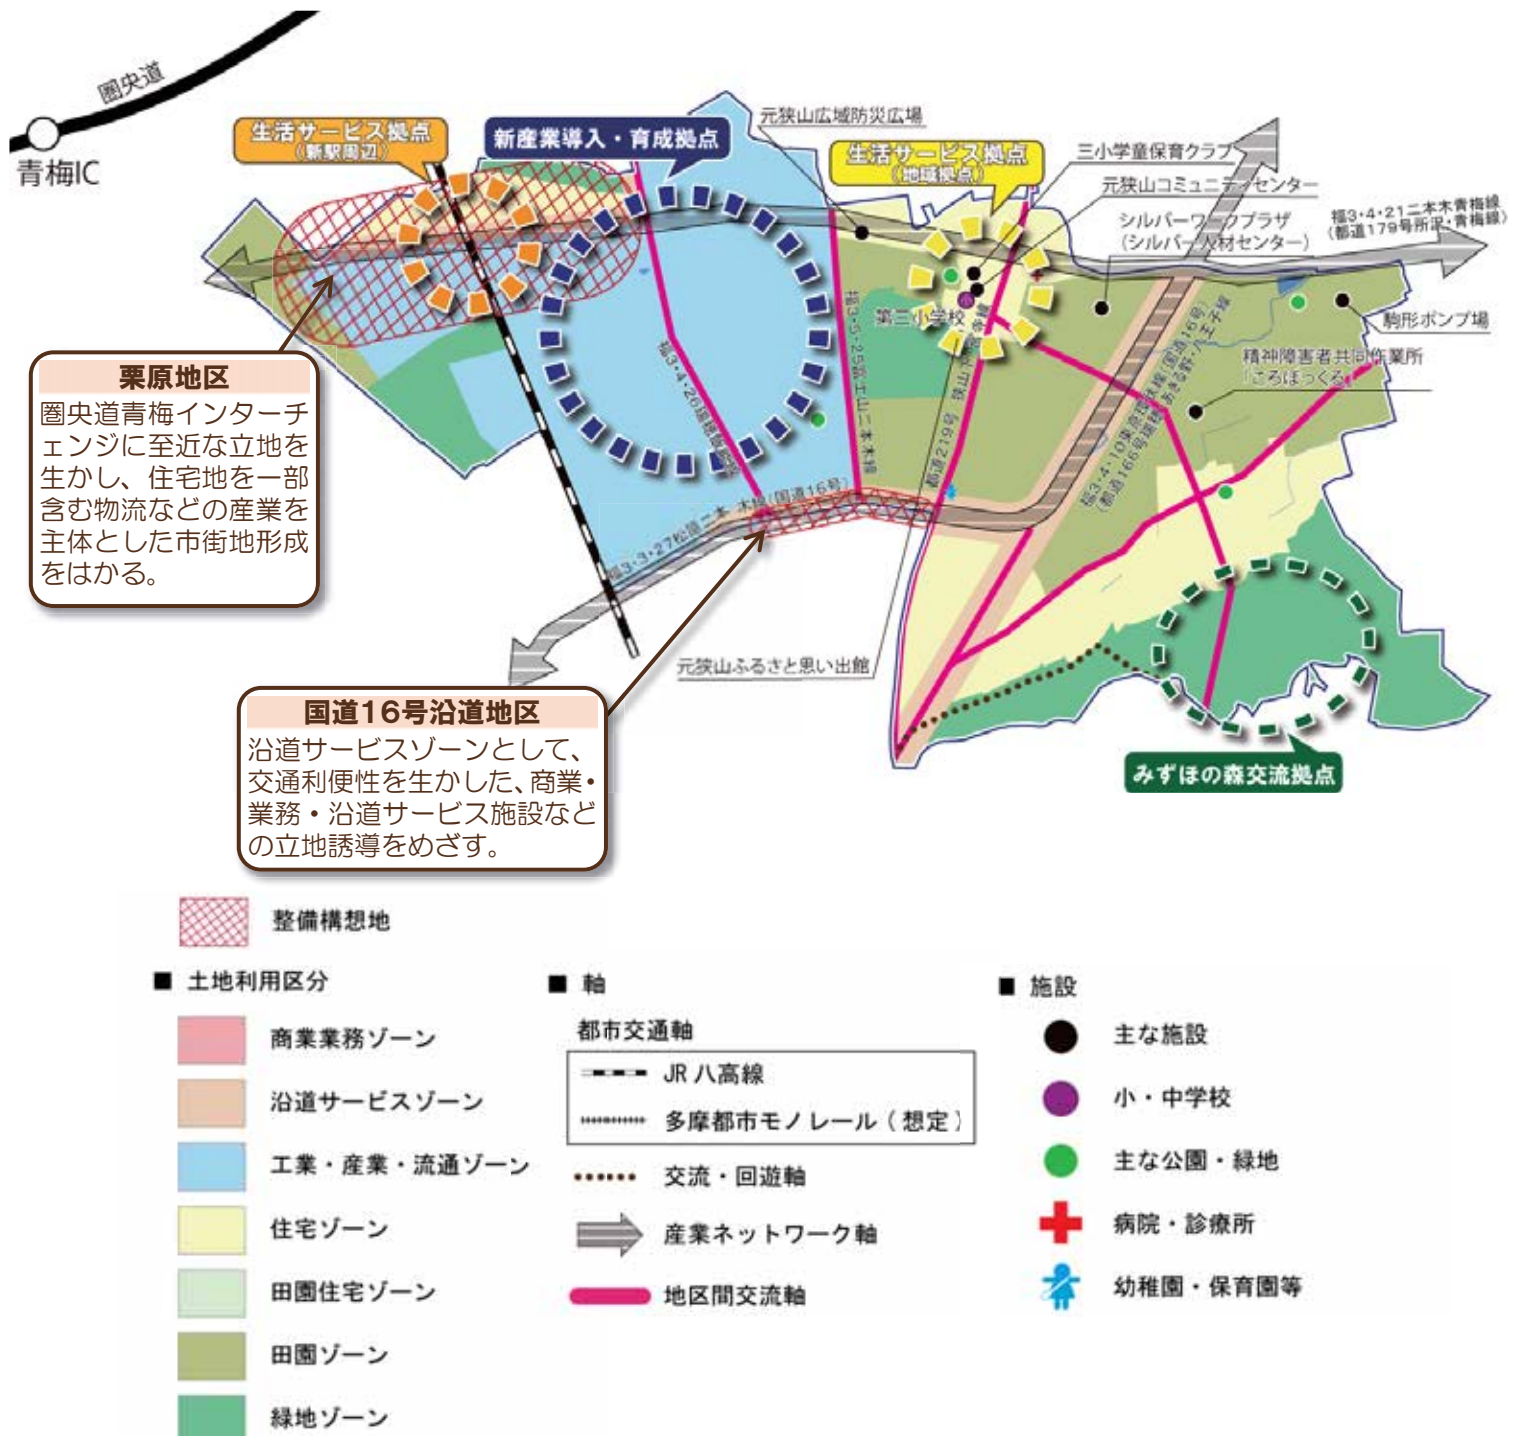 圏央道
青梅IC
生活サービス拠点
(新駅周辺)
新産業導入・育成拠点
元狭山広域防災広場
生活サービス拠点
(地域拠点)
三小学童保育クラブ
元狭山コミュニティセンター
シルバーワークプラザ
(シルバー人材センター)
福3・4・21二本木青梅線
(都道179号所沢・青梅線)
第三小学校
駒形ポンプ場
精神障害者共同作業所
「ころぼっくる」
福3・5・25富士山二本木線
福3・3・27松原二本木線(国道16号)
元狭山ふるさと思い出館
みずほの森交流拠点
栗原地区
圏央道青梅インターチ
ェンジに至近な立地を
生かし、住宅地を一部
含む物流などの産業を
主体とした市街地形成
をはかる。
国道16号沿道地区
沿道サービスゾーンとして、
交通利便性を生かした、商業・
業務・沿道サービス施設など
の立地誘導をめざす。
整備構想地
■ 土地利用区分
商業業務ゾーン
沿道サービスゾーン
工業・産業・流通ゾーン
住宅ゾーン
田園住宅ゾーン
田園ゾーン
緑地ゾーン
■ 軸
都市交通軸
JR 八高線
多摩都市モノレール(想定)
交流・回遊軸
産業ネットワーク軸
地区間交流軸
■ 施設
主な施設
小・中学校
主な公園・緑地
病院・診療所
幼稚園・保育園等